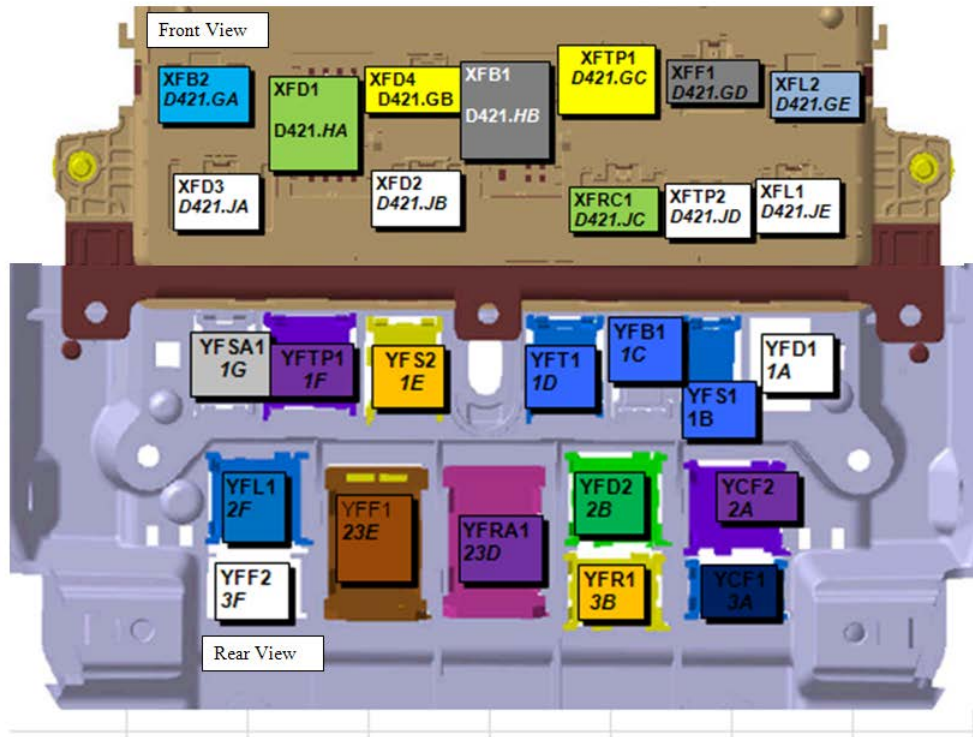 Front View
XFB2
D421.GA
XFD1
D421.HA
XFD4
D421.GB
XFB1
D421.HB
XFTP1
D421.GC
XFF1
D421.GD
XFL2
D421.GE
XFD3
D421.JA
XFD2
D421.JB
XFRC1
D421.JC
XFTP2
D421.JD
XFL1
D421.JE
YFSA1
1G
YFTP1
1F
YFS2
1E
YFT1
1D
YFB1
1C
YFS1
1B
YFD1
1A
YFL1
2F
YFF1
23E
YFRA1
23D
YFD2
2B
YCF2
2A
YFF2
3F
YFR1
3B
YCF1
3A
Rear View